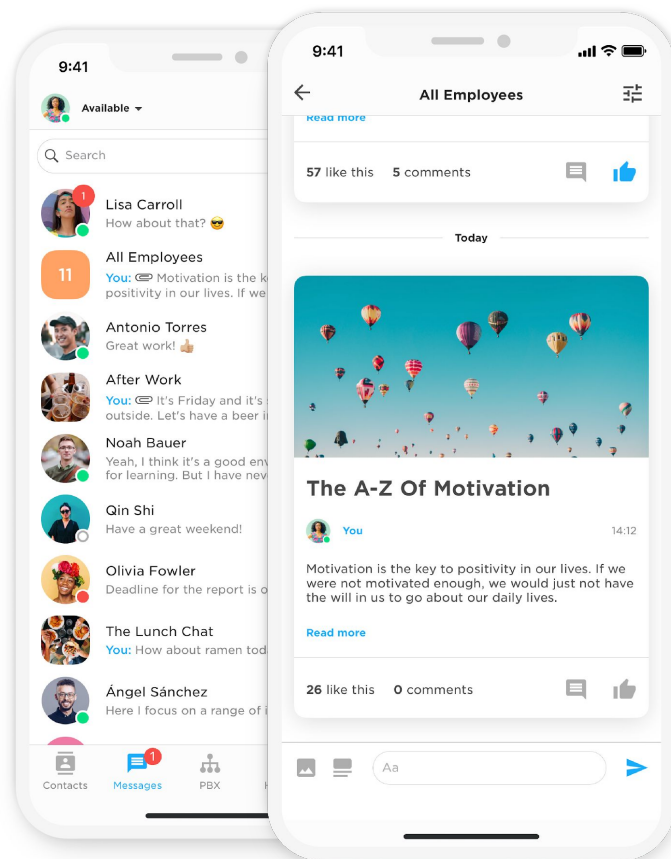 9:41
Available
Search
1
Lisa Carroll
How about that? 😎
11
All Employees
You: Motivation is the
positivity in our lives. If we
Antonio Torres
Great work! 👍🏼
After Work
You: It's Friday and it's
outside. Let's have a beer
Noah Bauer
Yeah, I think it's a good
for learning. But I have
Qin Shi
Have a great weekend!
Olivia Fowler
Deadline for the report is
The Lunch Chat
You: How about ramen
Ángel Sánchez
Here I focus on a range of
Contacts
1
Messages
PBX
9:41
All Employees
Read more
57 like this 5 comments
Today
The A-Z Of Motivation
You 14:12
Motivation is the key to positivity in our lives. If we
were not motivated enough, we would just not have
the will in us to go about our daily lives.
Read more
26 like this 0 comments
Aa